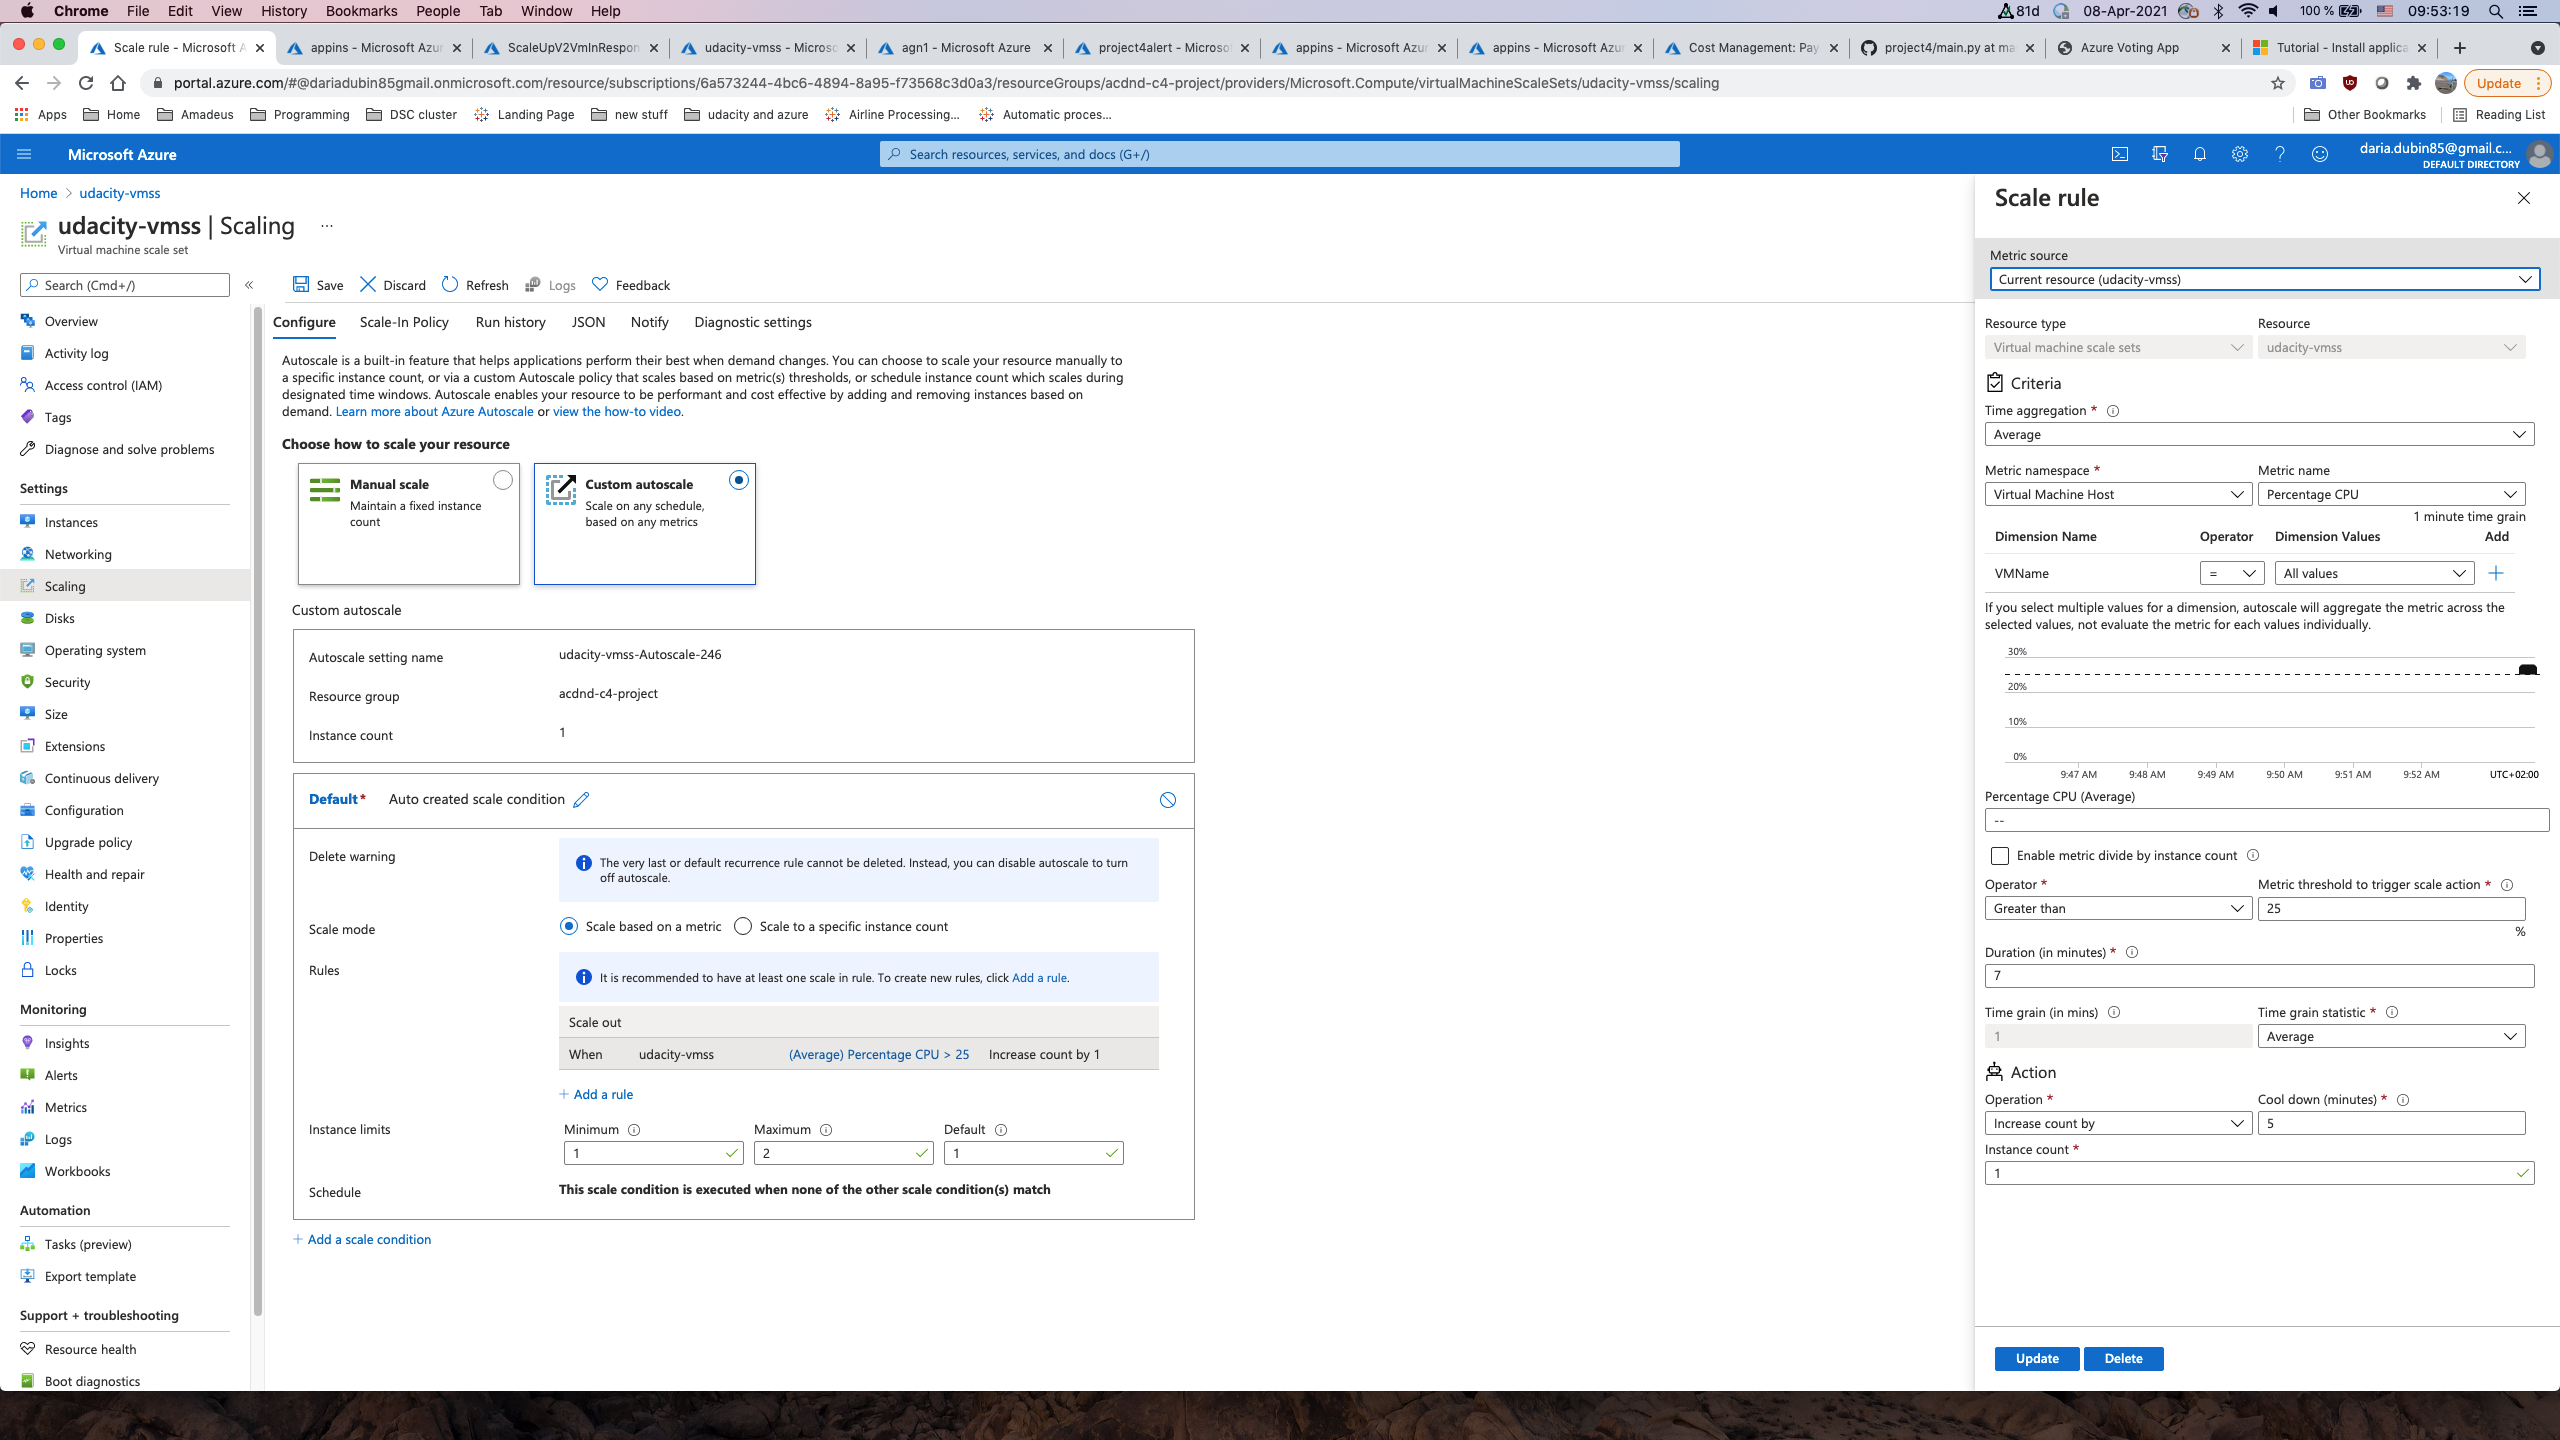 Chrome File Edit View History Bookmarks People Tab Window Help 81d 08-Apr-2021 100 % 09:53:19
Scale rule - Microsoft A appins - Microsoft Azur ScaleUpV2VmInRespon udacity-vmss - Microsc agn1 - Microsoft Azure project4alert - Microso appins - Microsoft Azur appins - Microsoft Azu Cost Management: Pay project4/main.py at ma Azure Voting App Tutorial - Install applica
portal.azure.com/#@dariadubin85gmail.onmicrosoft.com/resource/subscriptions/6a573244-4bc6-4894-8a95-f73568c3d0a3/resourceGroups/acdnd-c4-project/providers/Microsoft.Compute/virtualMachineScaleSets/udacity-vmss/scaling Update
Apps Home Amadeus Programming DSC cluster Landing Page new stuff udacity and azure Airline Processing... Automatic proces... Other Bookmarks Reading List
Microsoft Azure Search resources, services, and docs (G+/) daria.dubin85@gmail.c...
DEFAULT DIRECTORY
Home > udacity-vmss
udacity-vmss | Scaling ...
Virtual machine scale set
Search (Cmd+/) «
Overview
Activity log
Access control (IAM)
Tags
Diagnose and solve problems
Settings
Instances
Networking
Scaling
Disks
Operating system
Security
Size
Extensions
Continuous delivery
Configuration
Upgrade policy
Health and repair
Identity
Properties
Locks
Monitoring
Insights
Alerts
Metrics
Logs
Workbooks
Automation
Tasks (preview)
Export template
Support + troubleshooting
Resource health
Boot diagnostics
Save Discard Refresh Logs Feedback
Configure Scale-In Policy Run history JSON Notify Diagnostic settings
Autoscale is a built-in feature that helps applications perform their best when demand changes. You can choose to scale your resource manually to
a specific instance count, or via a custom Autoscale policy that scales based on metric(s) thresholds, or schedule instance count which scales during
designated time windows. Autoscale enables your resource to be performant and cost effective by adding and removing instances based on
demand. Learn more about Azure Autoscale or view the how-to video.
Choose how to scale your resource
Manual scale
Maintain a fixed instance
count
Custom autoscale
Scale on any schedule,
based on any metrics
Custom autoscale
Autoscale setting name udacity-vmss-Autoscale-246
Resource group acdnd-c4-project
Instance count 1
Default* Auto created scale condition
Delete warning
The very last or default recurrence rule cannot be deleted. Instead, you can disable autoscale to turn
off autoscale.
Scale mode Scale based on a metric Scale to a specific instance count
Rules It is recommended to have at least one scale in rule. To create new rules, click Add a rule.
Scale out
When udacity-vmss (Average) Percentage CPU > 25 Increase count by 1
+ Add a rule
Instance limits Minimum Maximum Default
1 2 1
Schedule This scale condition is executed when none of the other scale condition(s) match
+ Add a scale condition
Scale rule
Metric source
Current resource (udacity-vmss)
Resource type Resource
Virtual machine scale sets udacity-vmss
Criteria
Time aggregation *
Average
Metric namespace * Metric name
Virtual Machine Host Percentage CPU
1 minute time grain
Dimension Name Operator Dimension Values Add
VMName = All values +
If you select multiple values for a dimension, autoscale will aggregate the metric across the
selected values, not evaluate the metric for each values individually.
30%
20%
10%
0%
9:47 AM 9:48 AM 9:49 AM 9:50 AM 9:51 AM 9:52 AM UTC+02:00
Percentage CPU (Average)
--
Enable metric divide by instance count
Operator * Metric threshold to trigger scale action *
Greater than 25
%
Duration (in minutes) *
7
Time grain (in mins) Time grain statistic *
1 Average
Action
Operation * Cool down (minutes) *
Increase count by 5
Instance count *
1
Update Delete